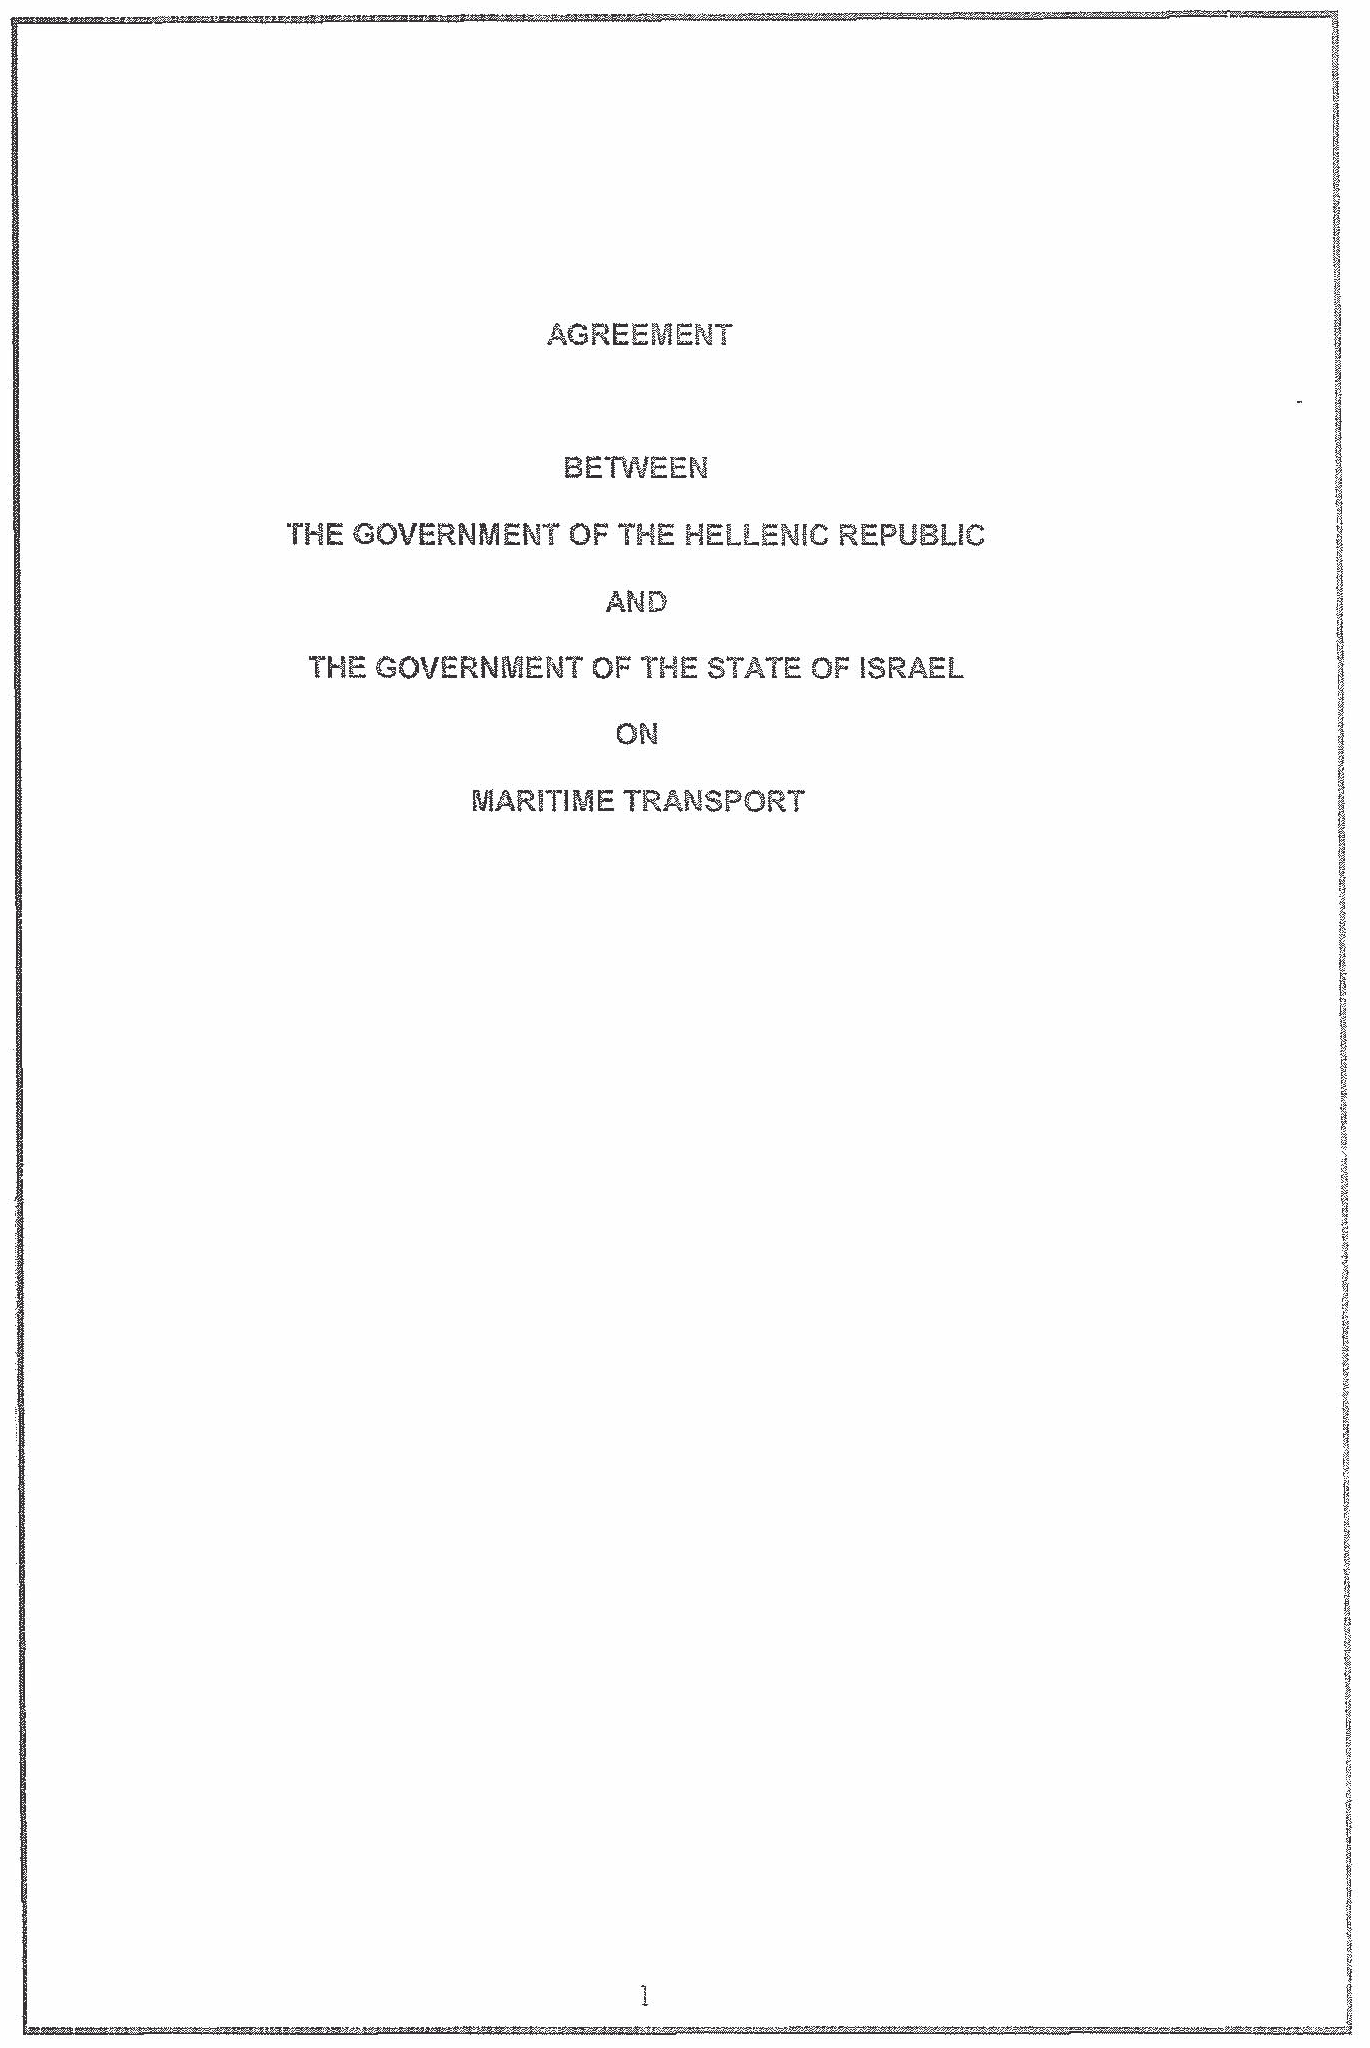 AGREEMENT
BETWEEN
THE GOVERNMENT OF THE HELLENIC REPUBLIC
AND
THE GOVERNMENT OF THE STATE OF ISRAEL
ON
MARITIME TRANSPORT
1